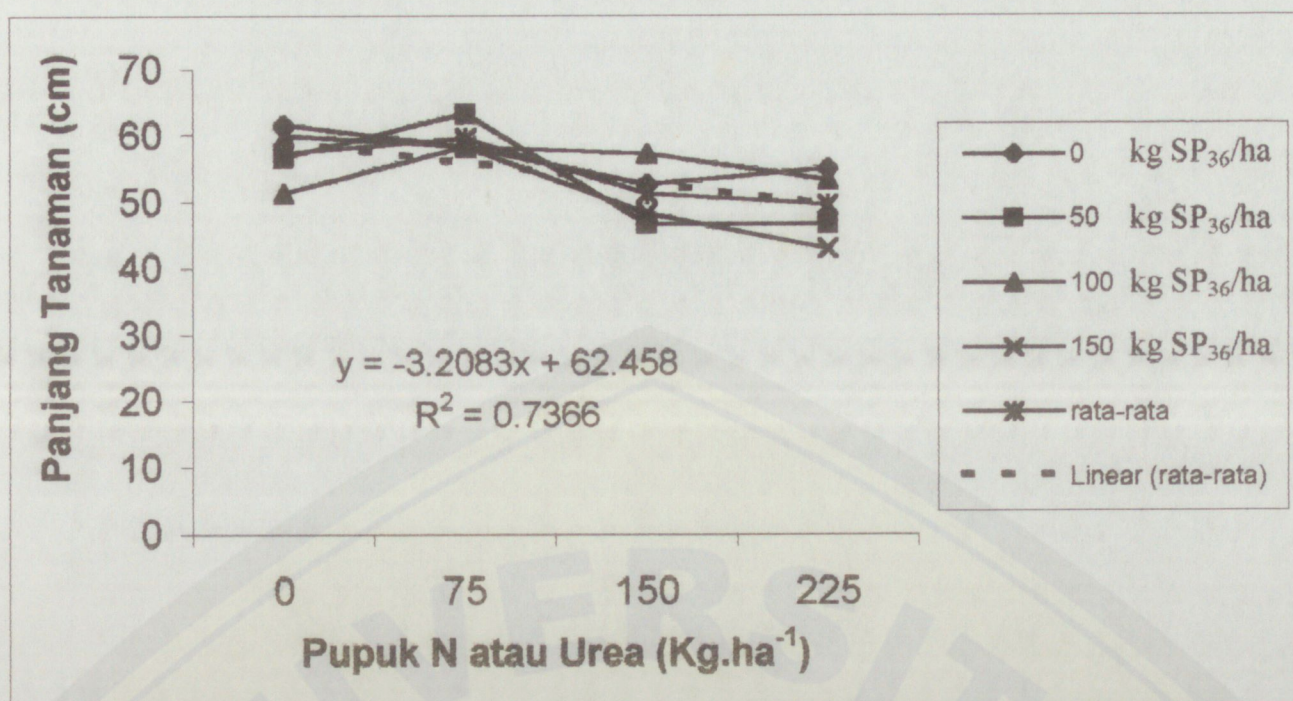 Panjang Tanaman (cm)
70
60
50
40
30
20
10
0
y = -3.2083x + 62.458
R² = 0.7366
0 75 150 225
Pupuk N atau Urea (Kg.ha⁻¹)
0 kg SP₃₆/ha
50 kg SP₃₆/ha
100 kg SP₃₆/ha
150 kg SP₃₆/ha
rata-rata
Linear (rata-rata)
VERSIT